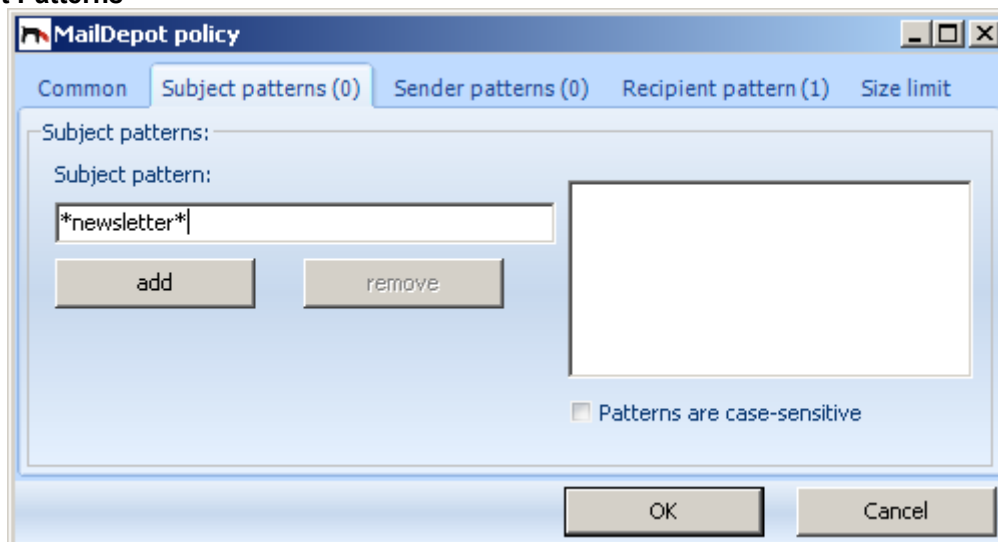 t Patterns
MailDepot policy
Common Subject patterns (0) Sender patterns (0) Recipient pattern (1) Size limit
Subject patterns:
Subject pattern:
*newsletter*
add remove
Patterns are case-sensitive
OK Cancel